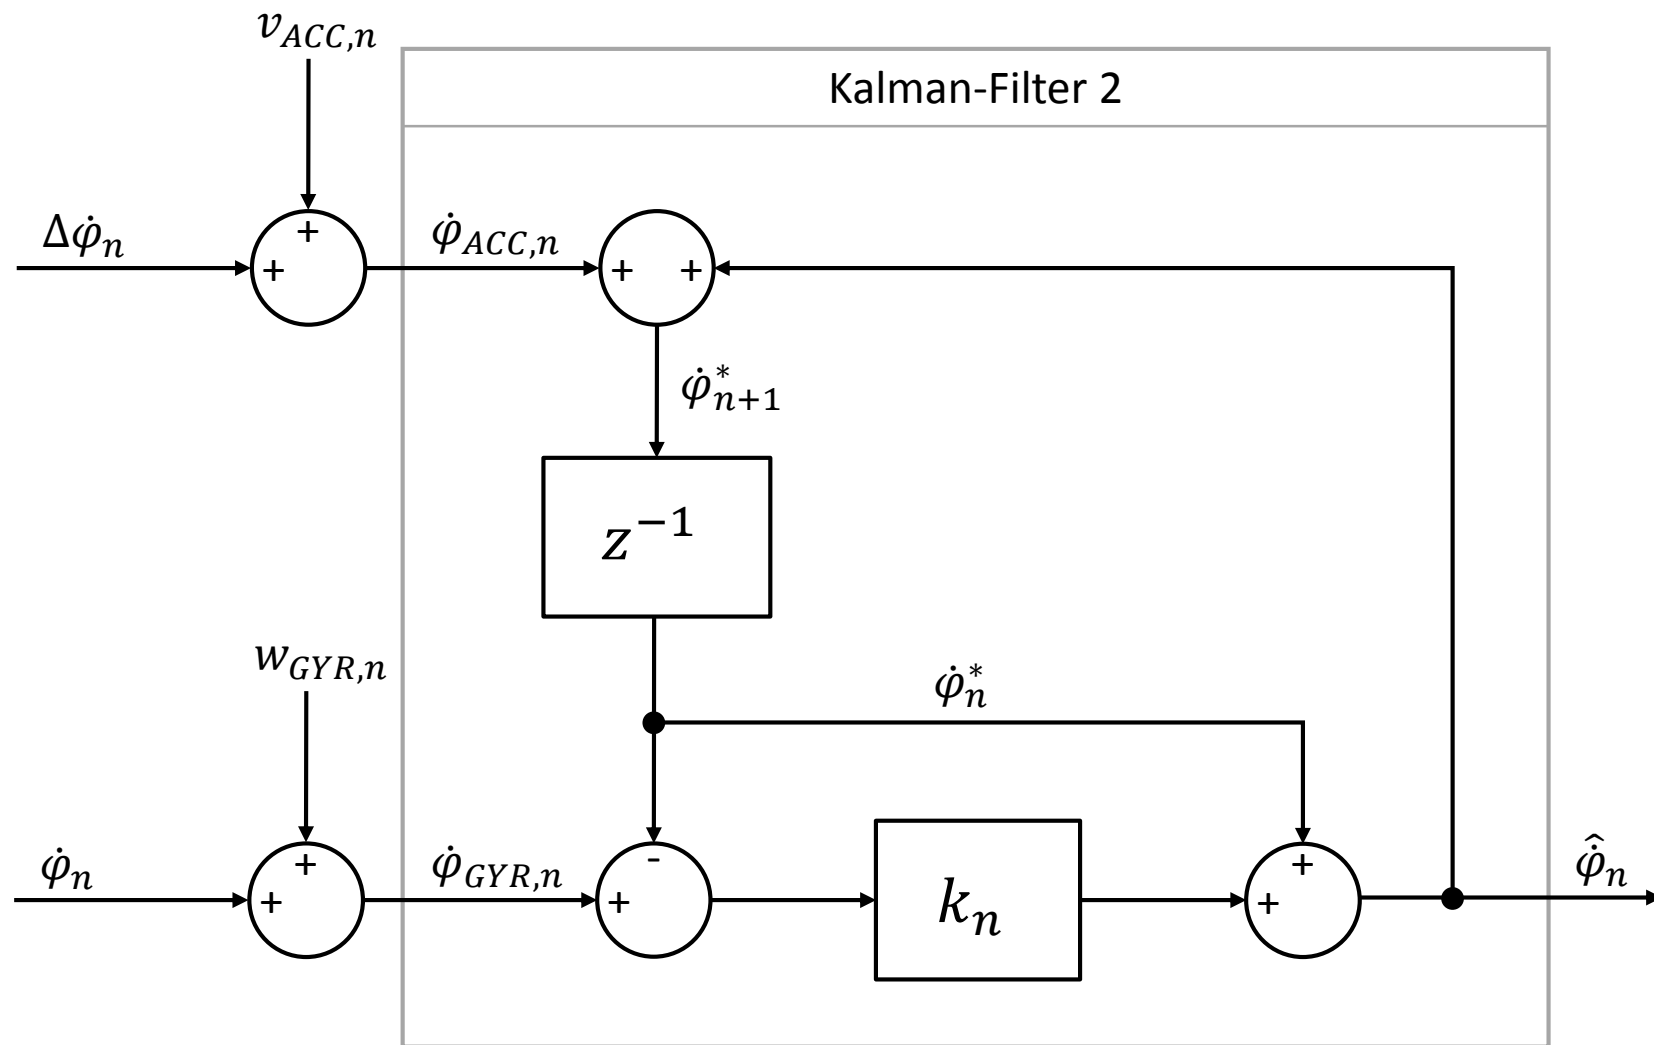 v_{ACC,n}
Kalman-Filter 2
Δφ̇_n
+
+
φ̇_{ACC,n}
+ +
φ̇*_{n+1}
z^{-1}
w_{GYR,n}
φ̇*_n
φ̇_n
+
+
φ̇_{GYR,n}
-
+
k_n
+
+
φ̇̂_n